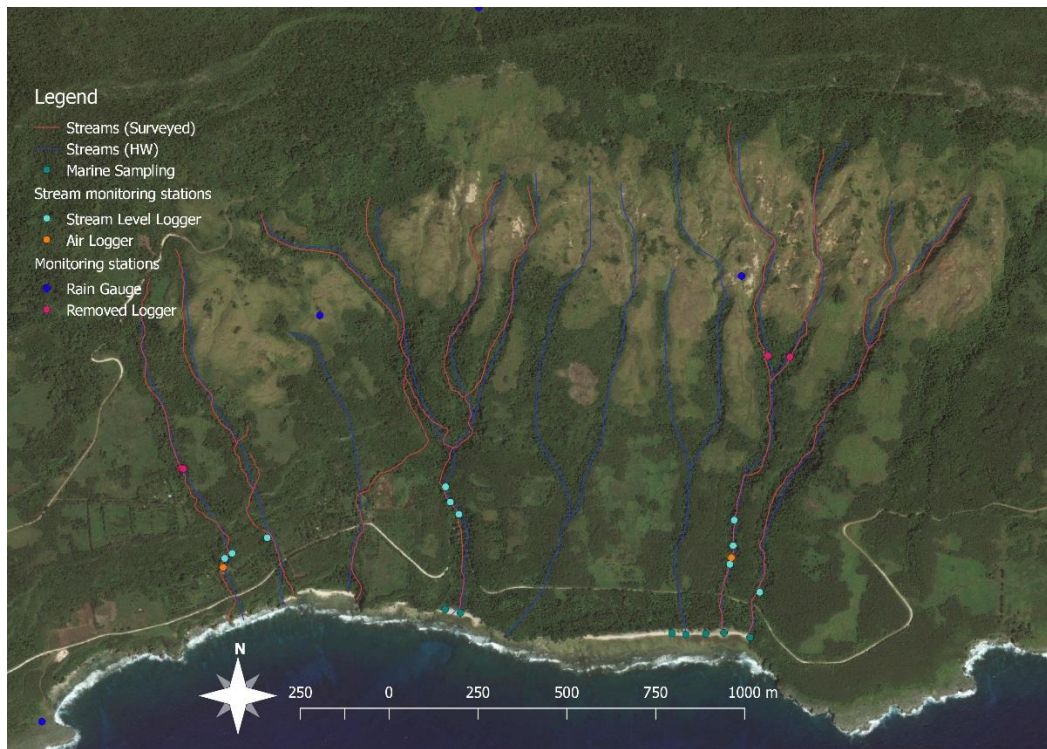 Legend
Streams (Surveyed)
Streams (HW)
Marine Sampling
Stream monitoring stations
Stream Level Logger
Air Logger
Monitoring stations
Rain Gauge
Removed Logger
N
250 0 250 500 750 1000 m